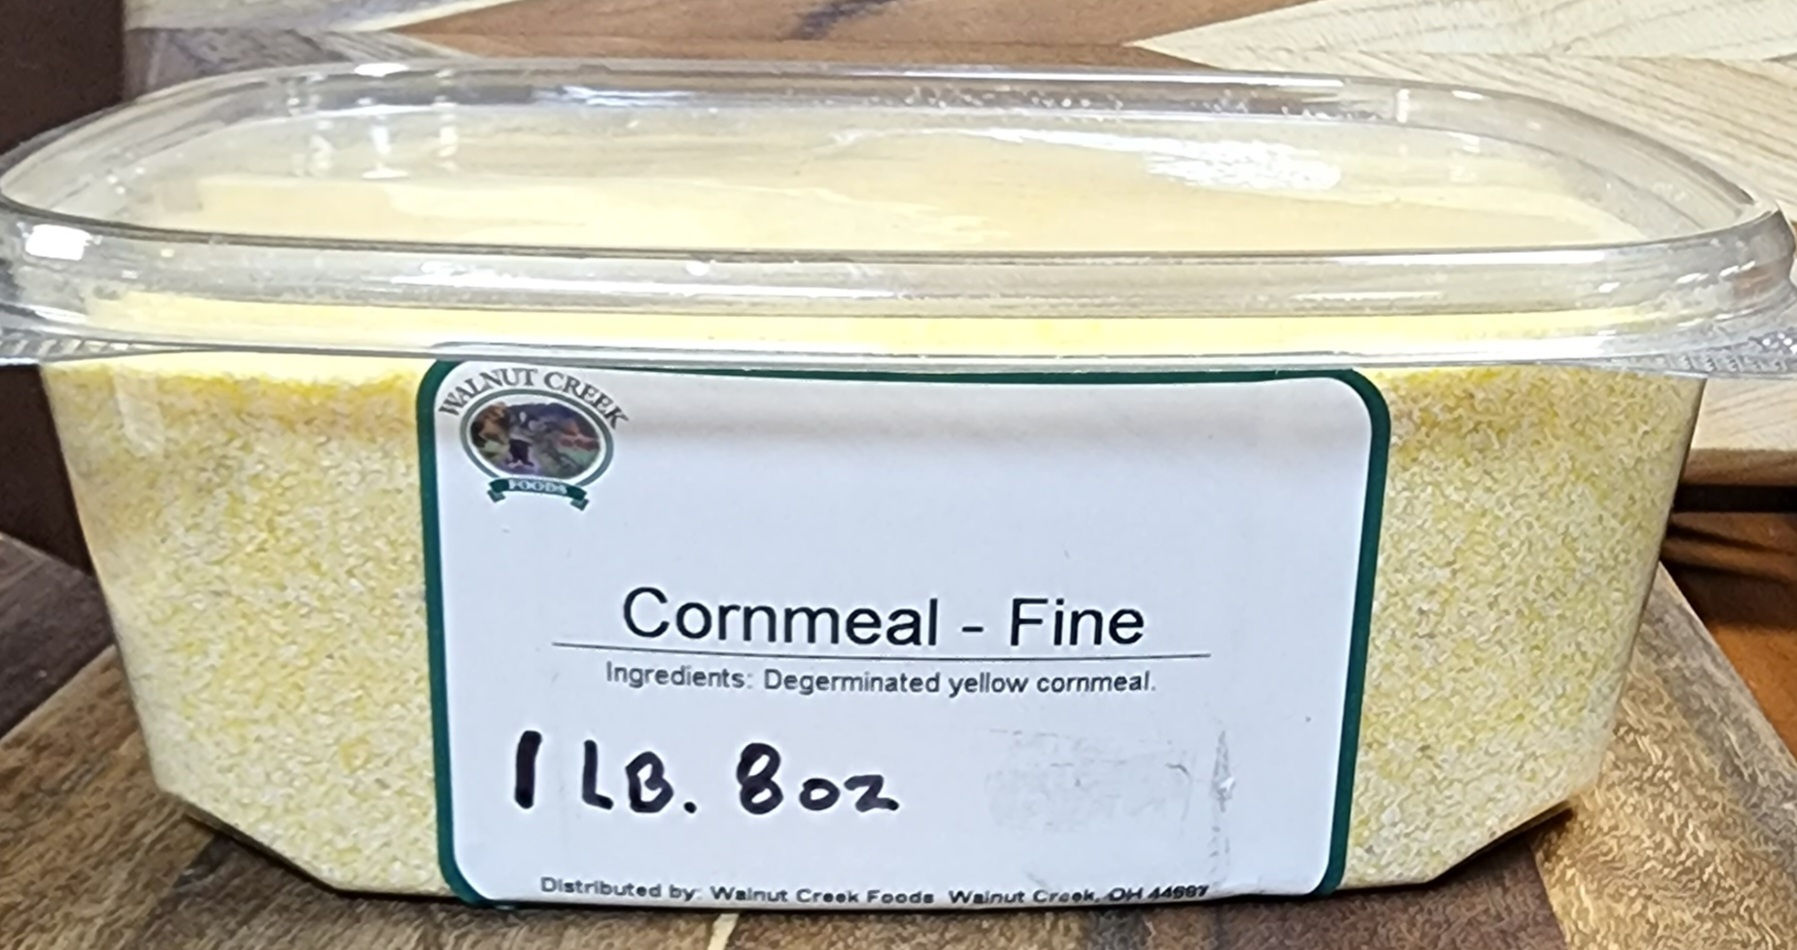 WALNUT CREEK
FOODS
Cornmeal - Fine
Ingredients: Degerminated yellow cornmeal.
1 LB. 8oz
Distributed by: Walnut Creek Foods Walnut Creek, OH 44687